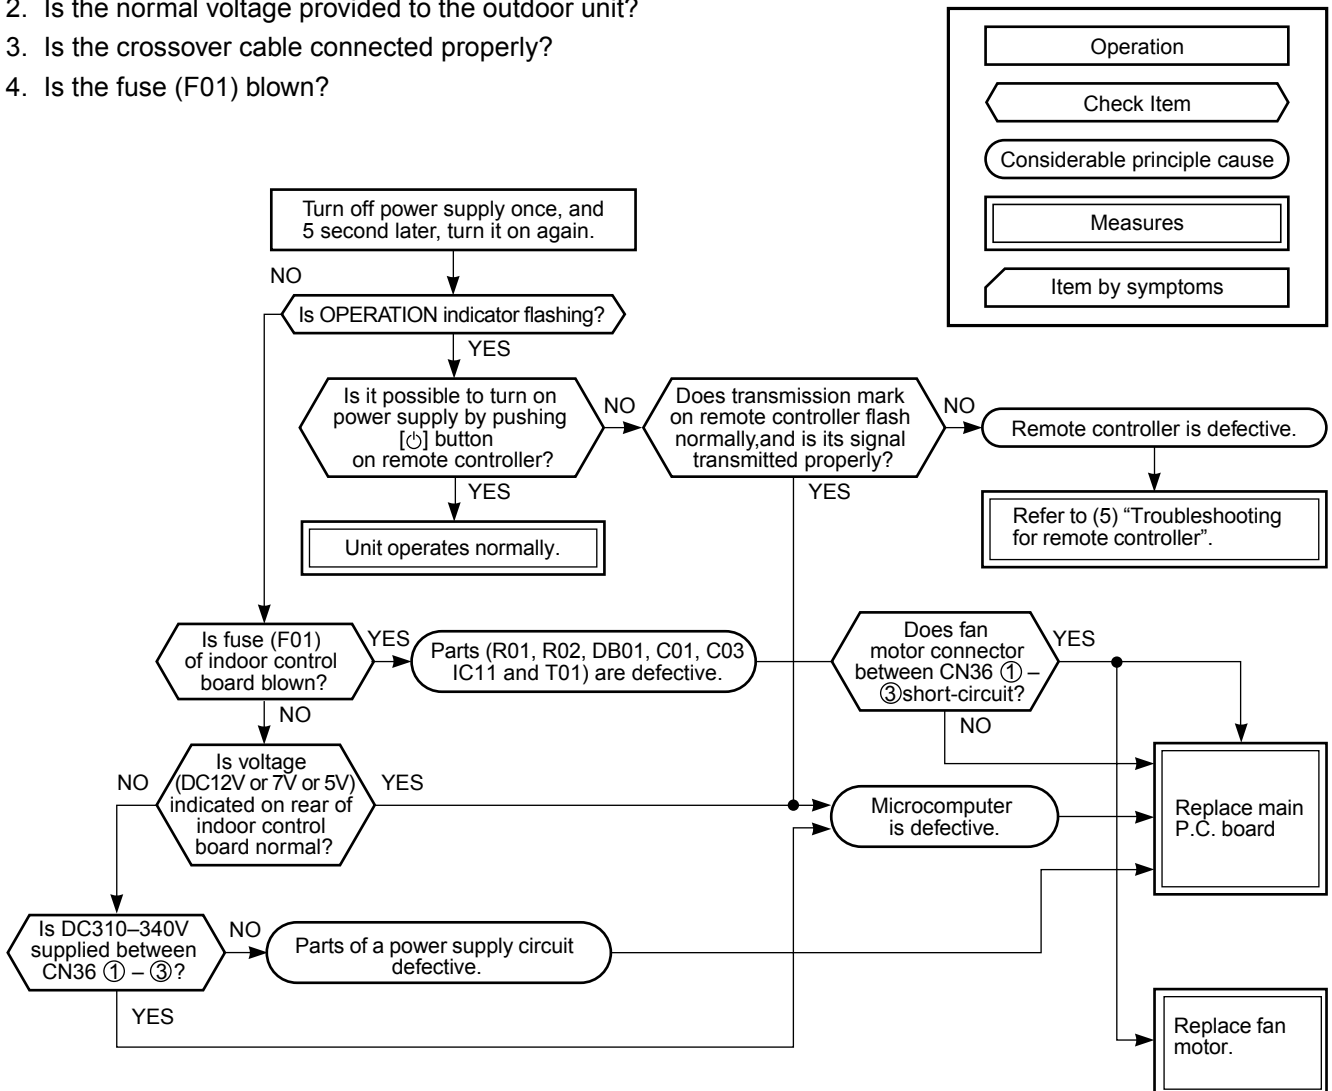 2. Is the normal voltage provided to the outdoor unit?
3. Is the crossover cable connected properly?
4. Is the fuse (F01) blown?
Operation
Check Item
Considerable principle cause
Measures
Item by symptoms
Turn off power supply once, and
5 second later, turn it on again.
NO
Is OPERATION indicator flashing?
YES
Is it possible to turn on
power supply by pushing
[⏻] button
on remote controller?
NO
Does transmission mark
on remote controller flash
normally,and is its signal
transmitted properly?
NO
Remote controller is defective.
YES
YES
Unit operates normally.
Refer to (5) “Troubleshooting
for remote controller”.
Is fuse (F01)
of indoor control
board blown?
YES
Parts (R01, R02, DB01, C01, C03
IC11 and T01) are defective.
Does fan
motor connector
between CN36 ① –
③short-circuit?
YES
NO
NO
Is voltage
(DC12V or 7V or 5V)
indicated on rear of
indoor control
board normal?
NO
YES
Microcomputer
is defective.
Replace main
P.C. board
Is DC310–340V
supplied between
CN36 ① – ③?
NO
Parts of a power supply circuit
defective.
YES
Replace fan
motor.